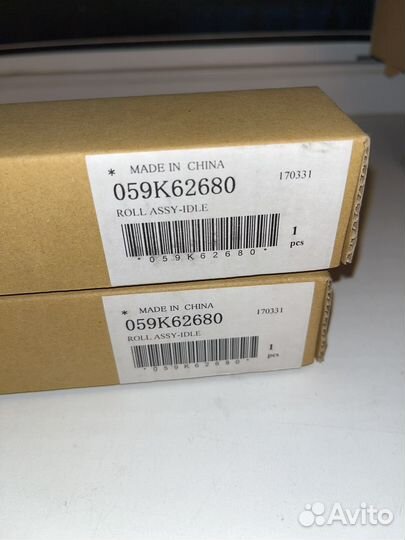 * MADE IN CHINA
059K62680 170331
ROLL ASSY-IDLE
1
pcs
*059K62680*
* MADE IN CHINA
059K62680 170331
ROLL ASSY-IDLE
1
pcs
*059K62680*
Avito